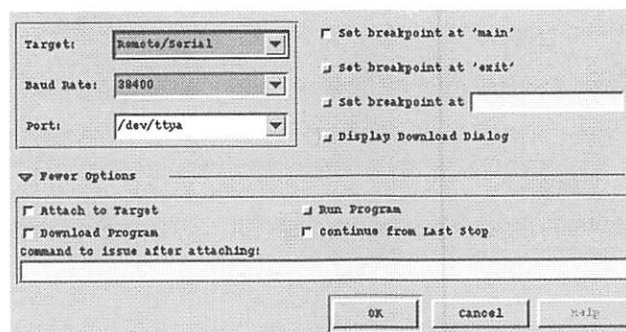 Target:
Remote/Serial
Baud Rate:
38400
Port:
/dev/ttya
Set breakpoint at 'main'
Set breakpoint at 'exit'
Set breakpoint at
Display Download Dialog
Fewer Options
Attach to Target
Run Program
Download Program
Continue from Last Stop
Command to issue after attaching:
OK
Cancel
Help